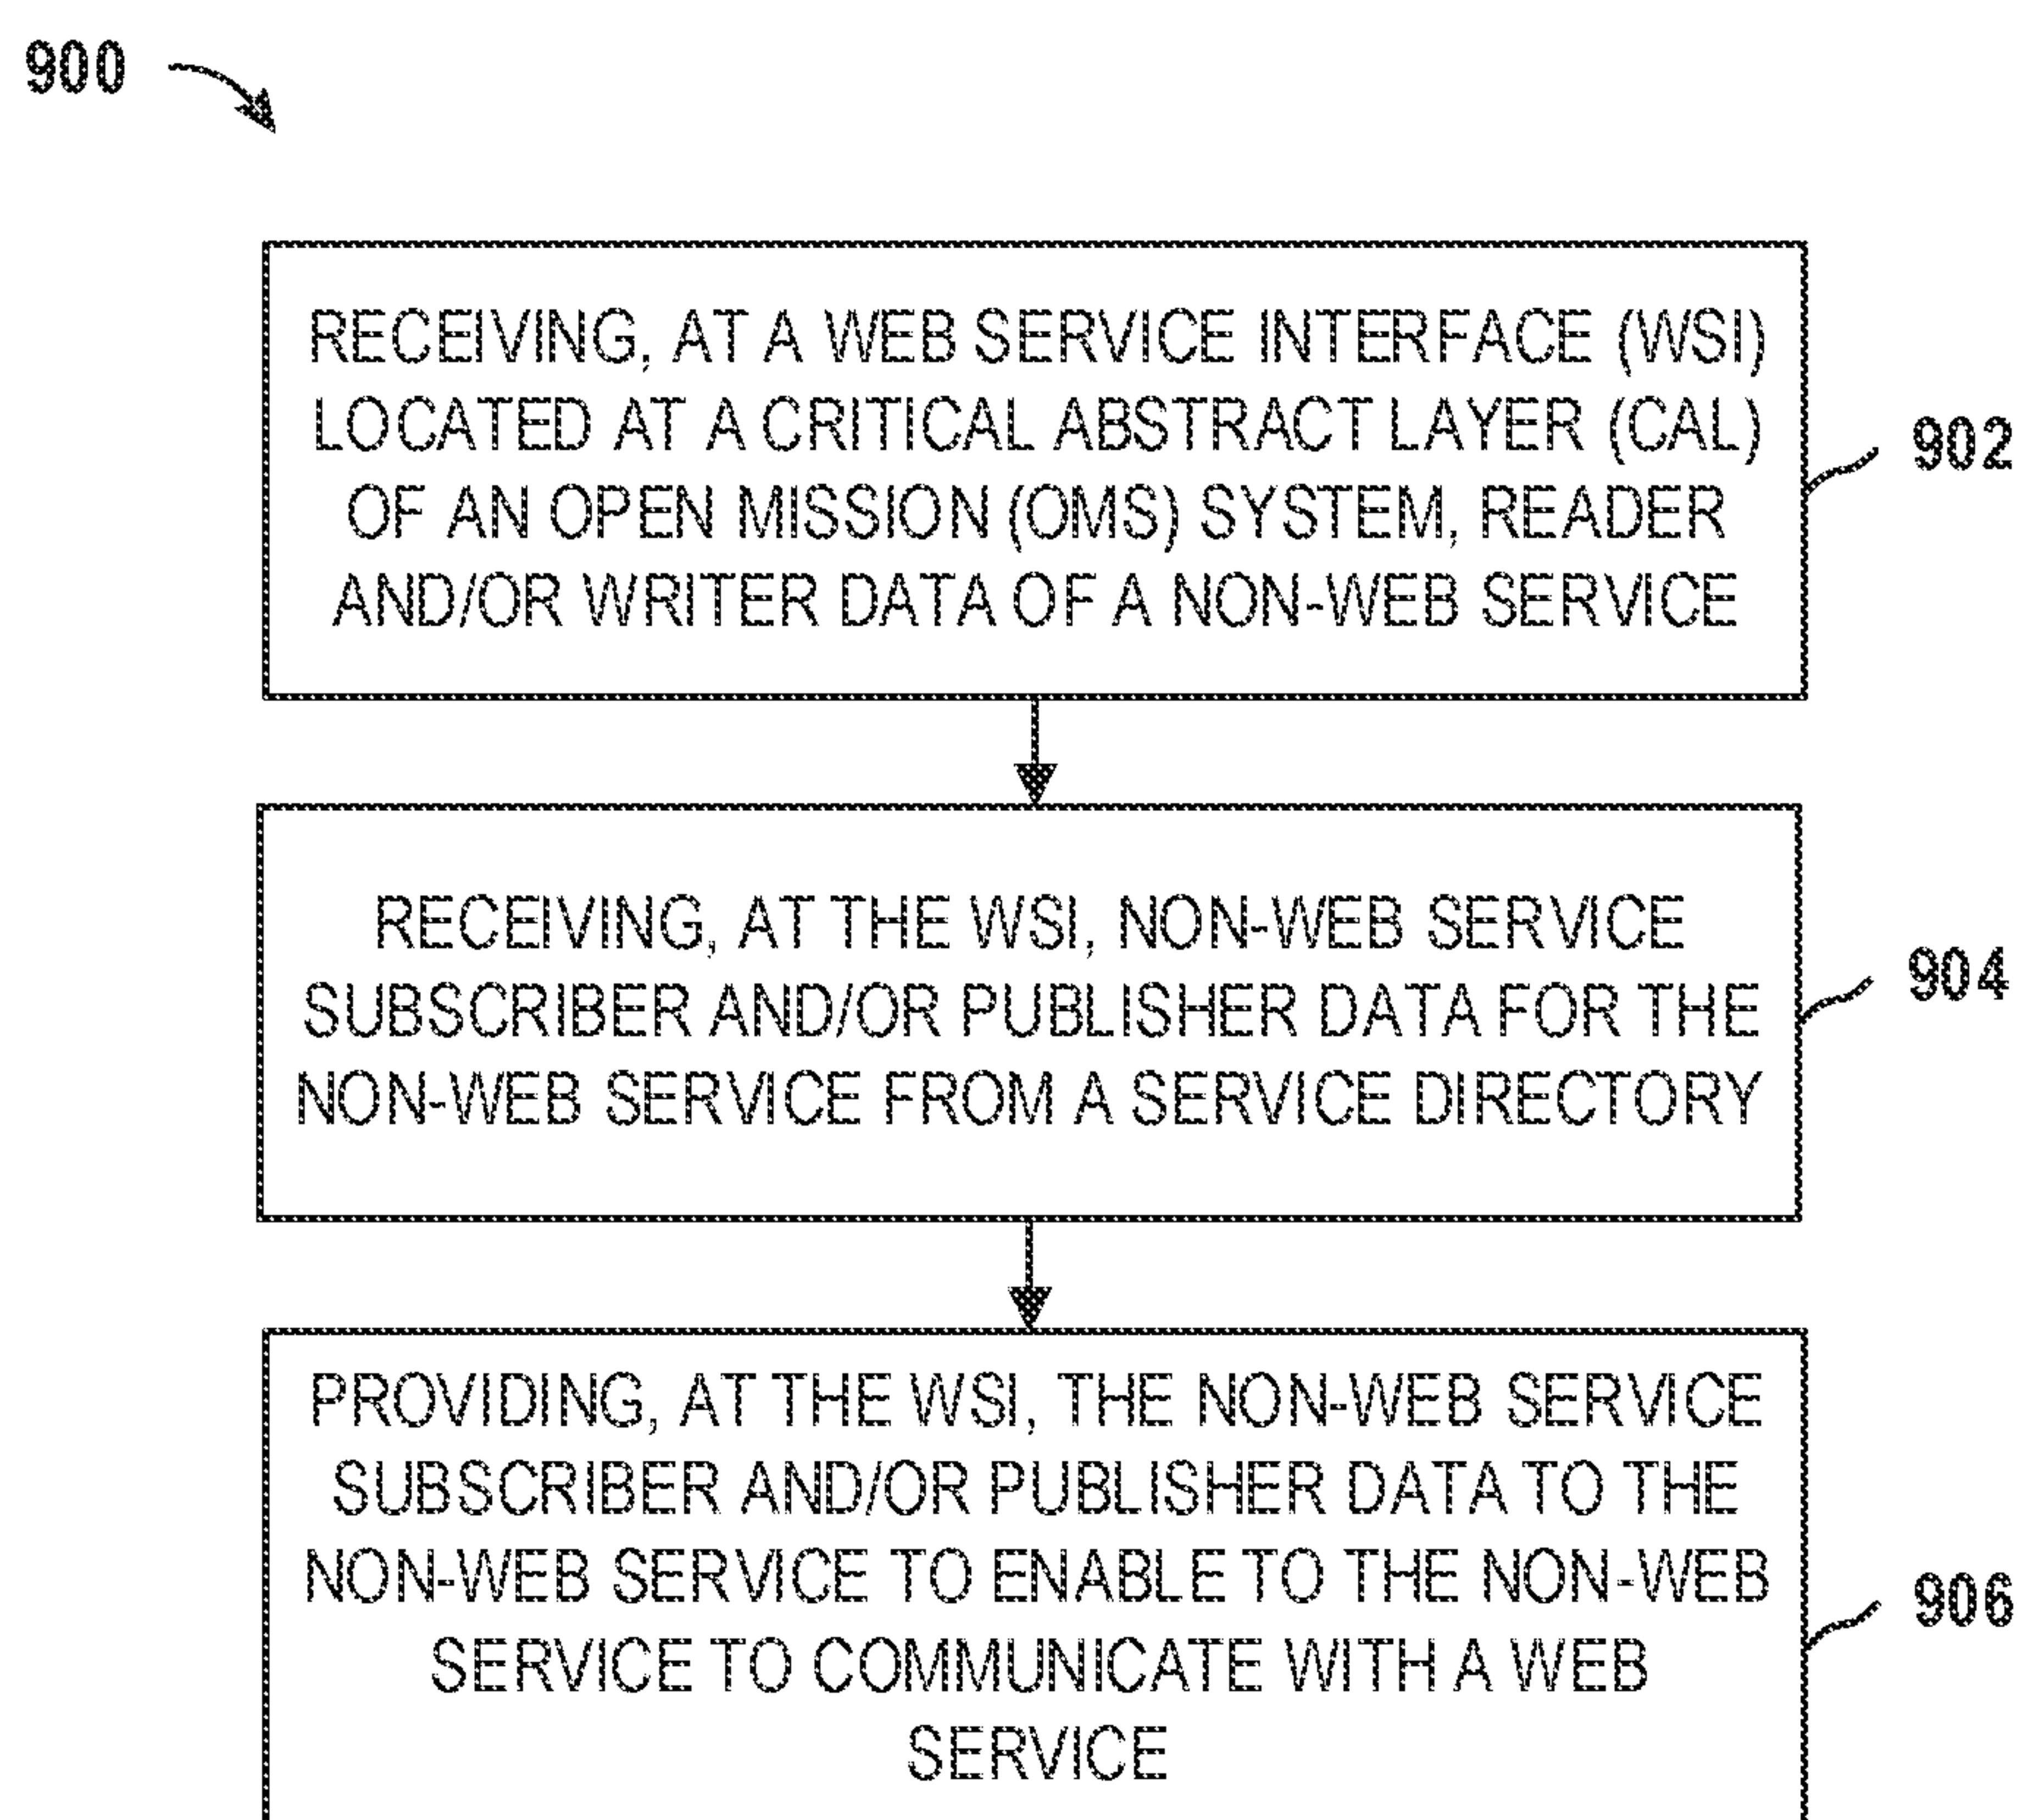 900
RECEIVING, AT A WEB SERVICE INTERFACE (WSI)
LOCATED AT A CRITICAL ABSTRACT LAYER (CAL)
OF AN OPEN MISSION (OMS) SYSTEM, READER
AND/OR WRITER DATA OF A NON-WEB SERVICE
902
RECEIVING, AT THE WSI, NON-WEB SERVICE
SUBSCRIBER AND/OR PUBLISHER DATA FOR THE
NON-WEB SERVICE FROM A SERVICE DIRECTORY
904
PROVIDING, AT THE WSI, THE NON-WEB SERVICE
SUBSCRIBER AND/OR PUBLISHER DATA TO THE
NON-WEB SERVICE TO ENABLE TO THE NON-WEB
SERVICE TO COMMUNICATE WITH A WEB
SERVICE
906